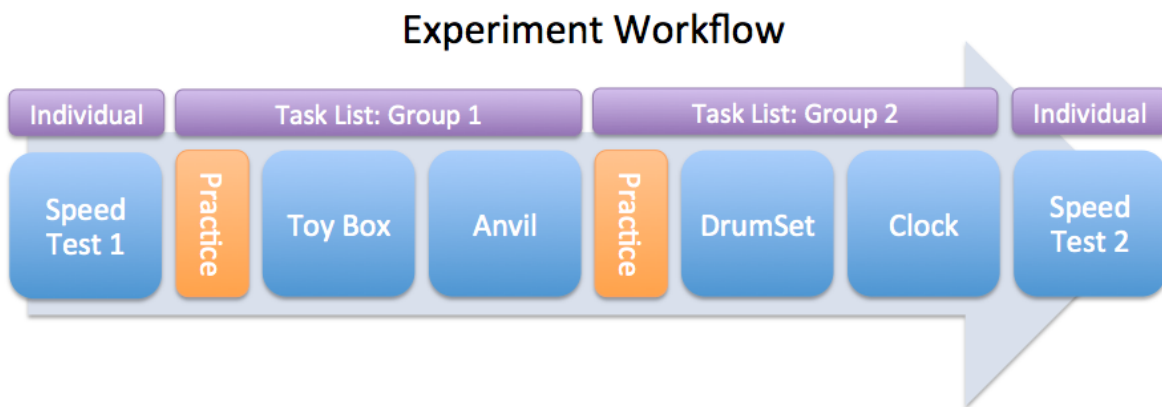 Experiment Workflow
Individual
Task List: Group 1
Task List: Group 2
Individual
Speed
Test 1
Practice
Toy Box
Anvil
Practice
DrumSet
Clock
Speed
Test 2